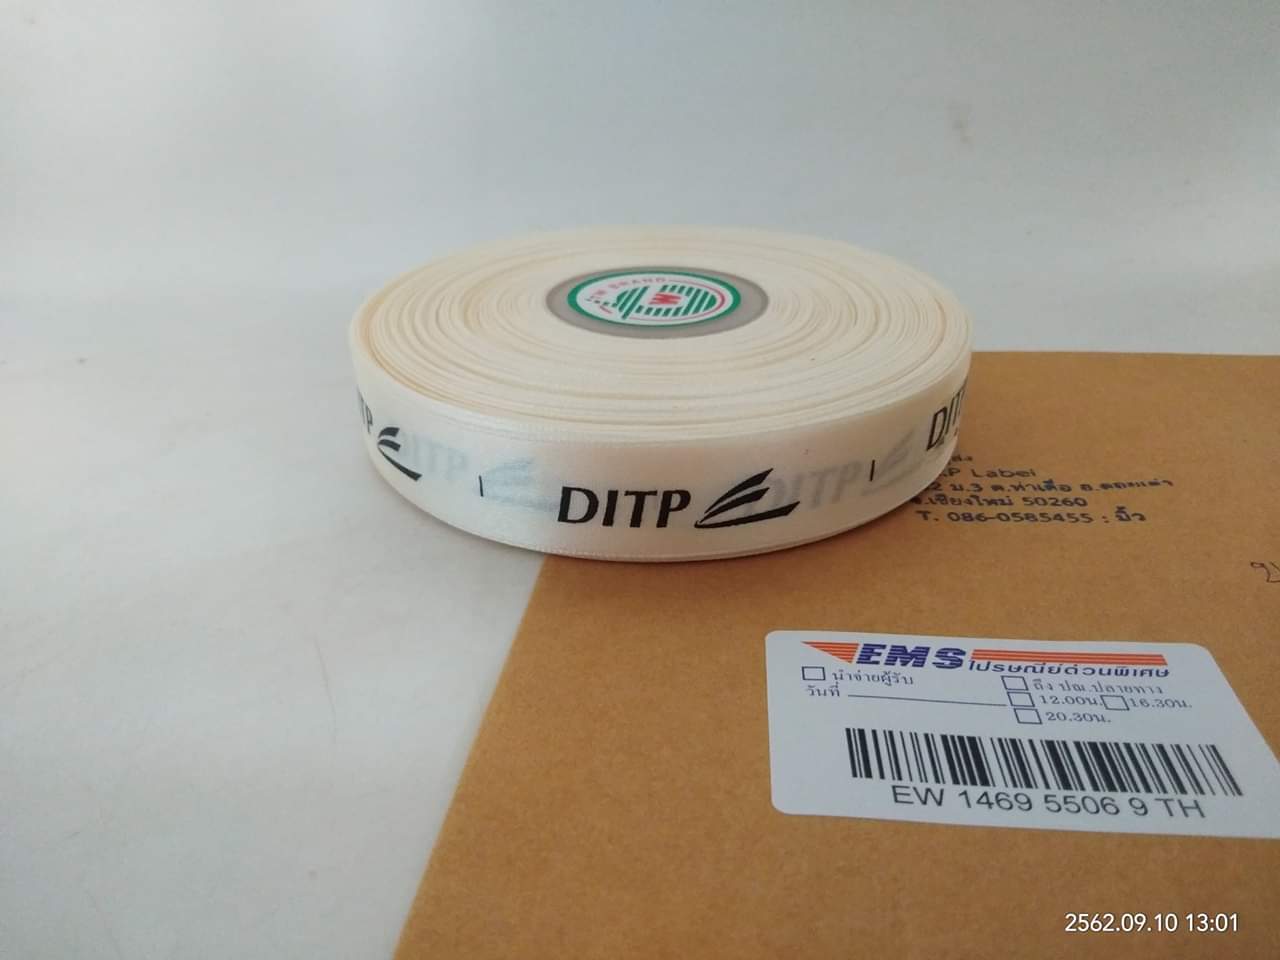 BRAND
DITP
DITP
Label
ม.3 ต.ท่าเดื่อ อ.ดอยเต่า
จ.เชียงใหม่ 50260
T. 086-0585455 : บิ๋ว
EMS
ไปรษณีย์ด่วนพิเศษ
นำจ่ายผู้รับ
ถึง ปณ.ปลายทาง
วันที่
12.00น. 16.30น.
20.30น.
EW 1469 5506 9 TH
2562.09.10 13:01